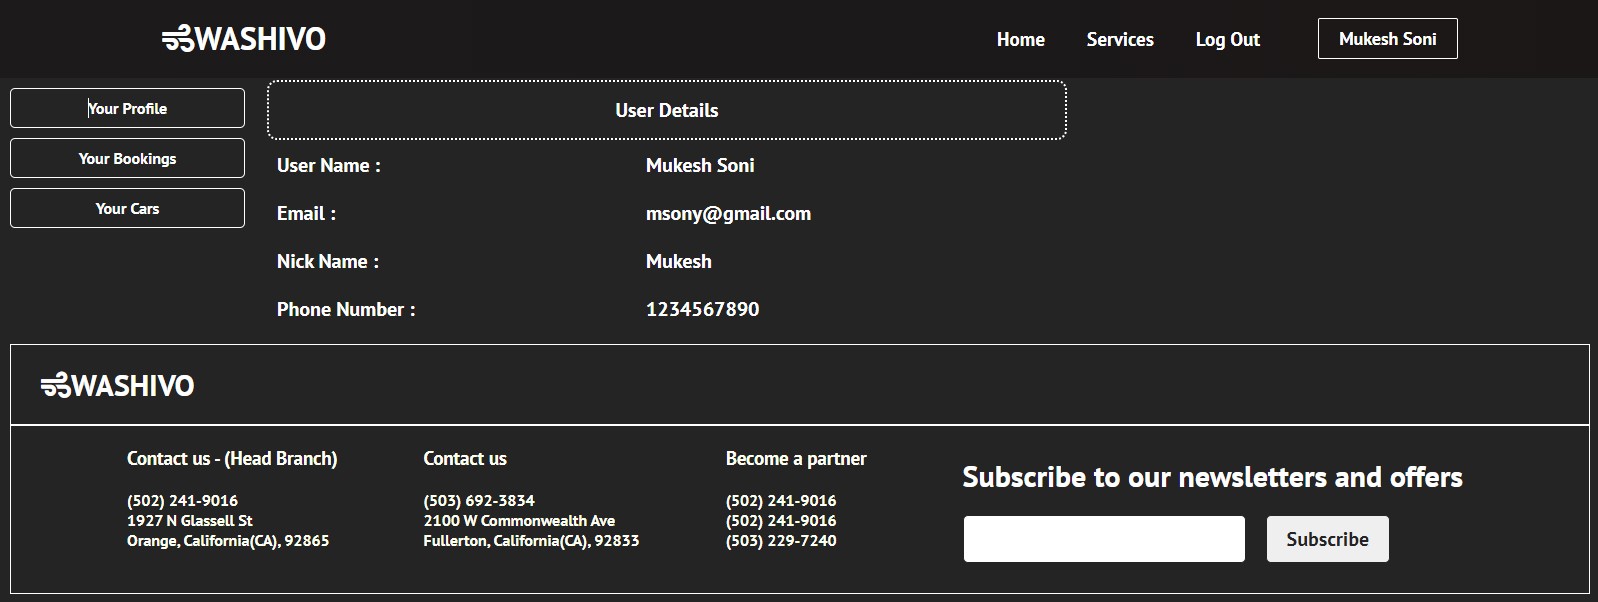 WASHIVO
Home Services Log Out Mukesh Soni
Your Profile
Your Bookings
Your Cars
User Details
User Name : Mukesh Soni
Email : msony@gmail.com
Nick Name : Mukesh
Phone Number : 1234567890
WASHIVO
Contact us - (Head Branch)
(502) 241-9016
1927 N Glassell St
Orange, California(CA), 92865
Contact us
(503) 692-3834
2100 W Commonwealth Ave
Fullerton, California(CA), 92833
Become a partner
(502) 241-9016
(502) 241-9016
(503) 229-7240
Subscribe to our newsletters and offers
Subscribe